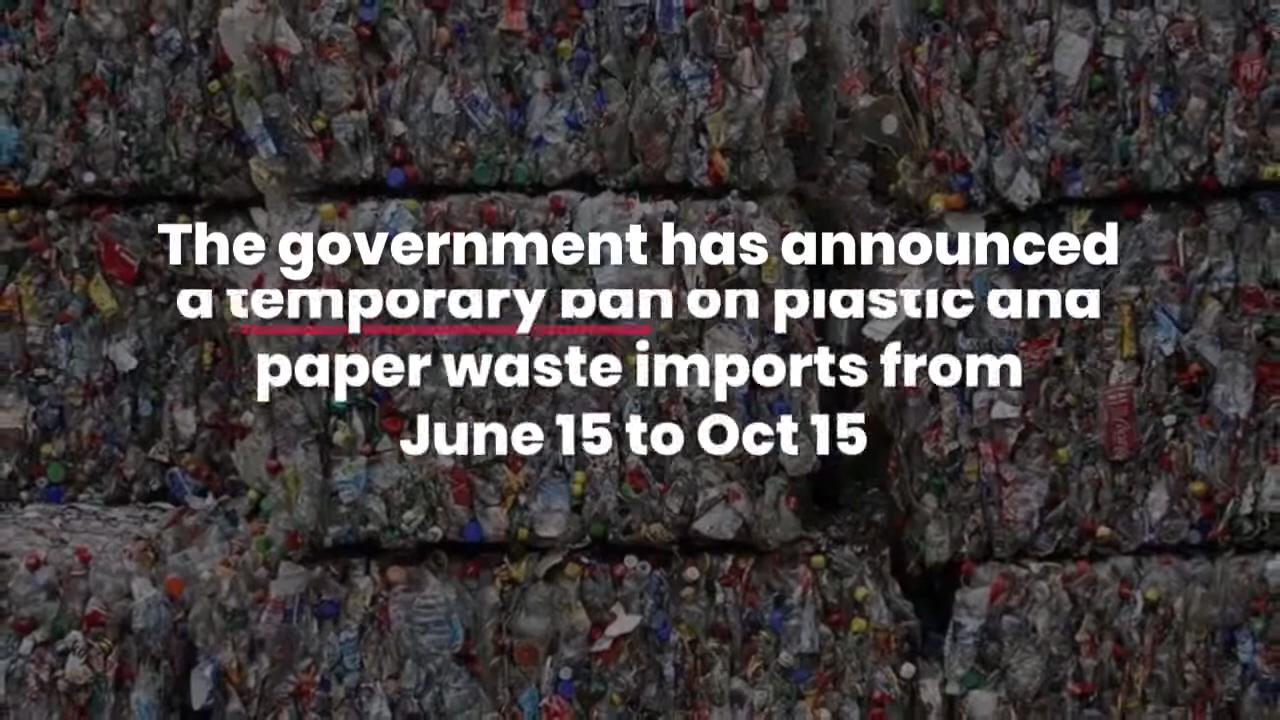 The government has announced
a temporary ban on plastic and
paper waste imports from
June 15 to Oct 15